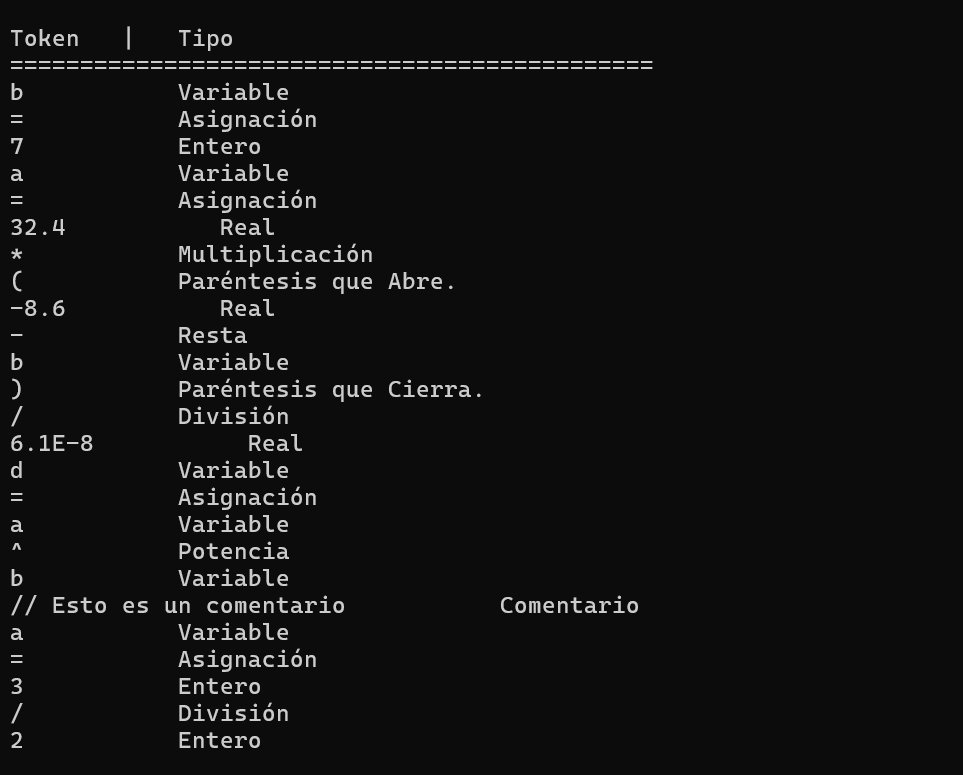 Token   |   Tipo
==============================================
b           Variable
=           Asignación
7           Entero
a           Variable
=           Asignación
32.4           Real
*           Multiplicación
(           Paréntesis que Abre.
-8.6           Real
-           Resta
b           Variable
)           Paréntesis que Cierra.
/           División
6.1E-8           Real
d           Variable
=           Asignación
a           Variable
^           Potencia
b           Variable
// Esto es un comentario           Comentario
a           Variable
=           Asignación
3           Entero
/           División
2           Entero